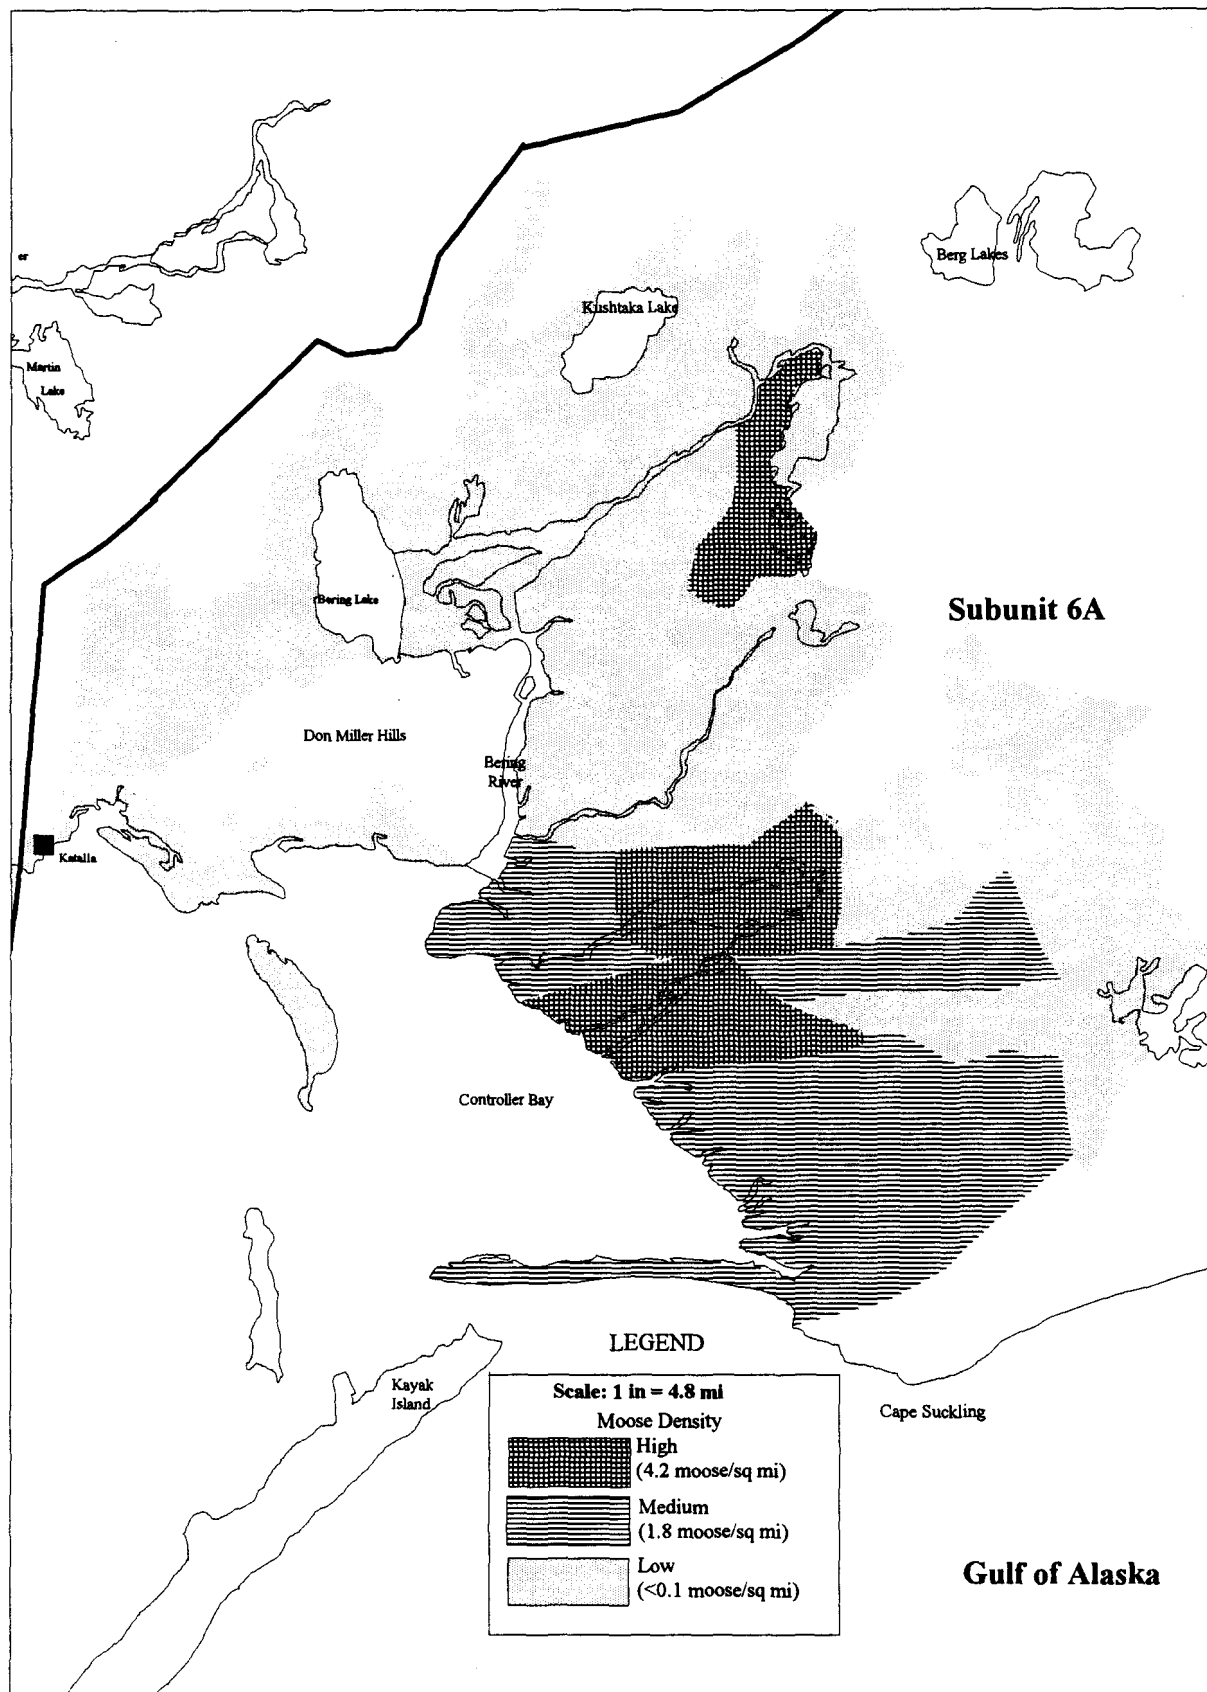 er
Berg Lakes
Kushtaka Lake
Martin
Lake
Bering Lake
Subunit 6A
Don Miller Hills
Bering
River
Katalla
Controller Bay
LEGEND
Scale: 1 in = 4.8 mi
Moose Density
High
(4.2 moose/sq mi)
Medium
(1.8 moose/sq mi)
Low
(<0.1 moose/sq mi)
Kayak
Island
Cape Suckling
Gulf of Alaska